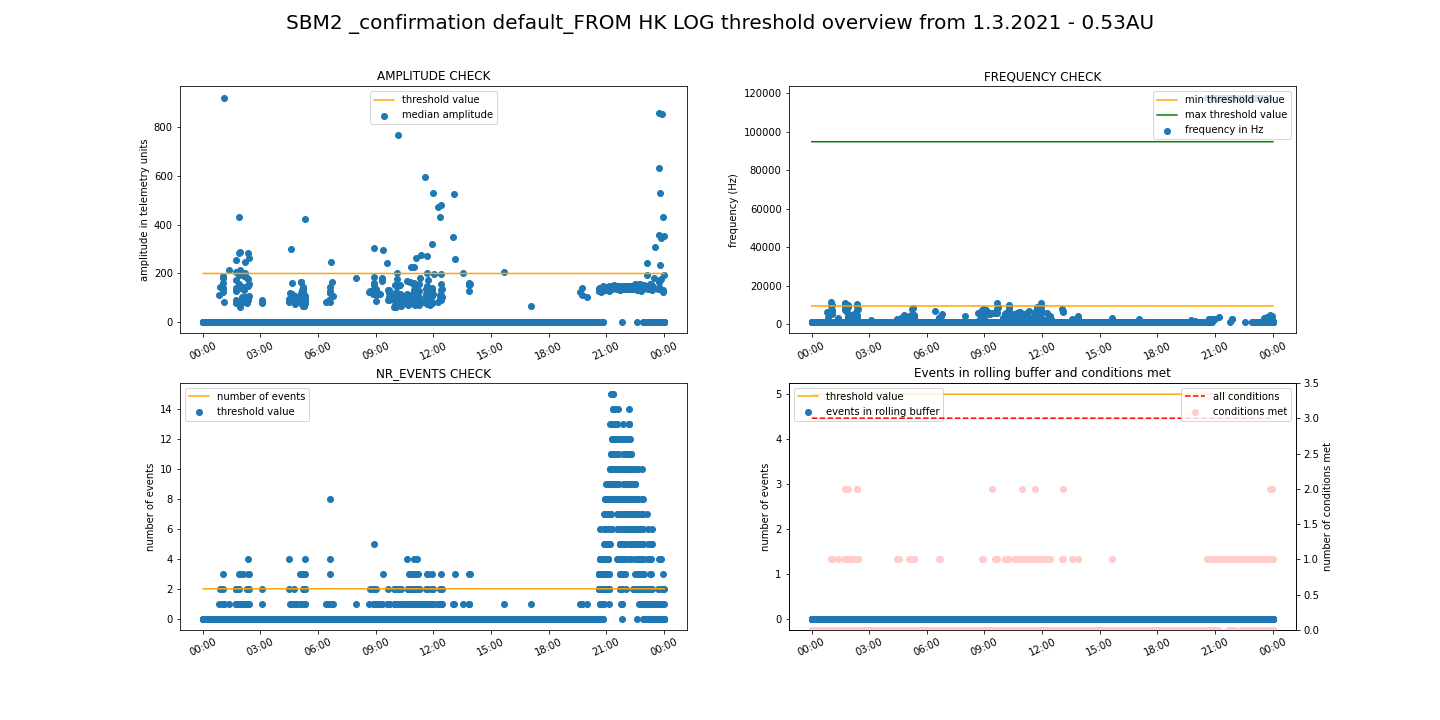 SBM2 _confirmation default_FROM HK LOG threshold overview from 1.3.2021 - 0.53AU
AMPLITUDE CHECK
threshold value
median amplitude
amplitude in telemetry units
800
600
400
200
0
00:00 03:00 06:00 09:00 12:00 15:00 18:00 21:00 00:00
FREQUENCY CHECK
min threshold value
max threshold value
frequency in Hz
frequency (Hz)
120000
100000
80000
60000
40000
20000
0
00:00 03:00 06:00 09:00 12:00 15:00 18:00 21:00 00:00
NR_EVENTS CHECK
number of events
threshold value
number of events
14
12
10
8
6
4
2
0
00:00 03:00 06:00 09:00 12:00 15:00 18:00 21:00 00:00
Events in rolling buffer and conditions met
threshold value
events in rolling buffer
all conditions
conditions met
number of events
5
4
3
2
1
0
3.5
3.0
2.5
2.0
1.5
1.0
0.5
0.0
number of conditions met
00:00 03:00 06:00 09:00 12:00 15:00 18:00 21:00 00:00